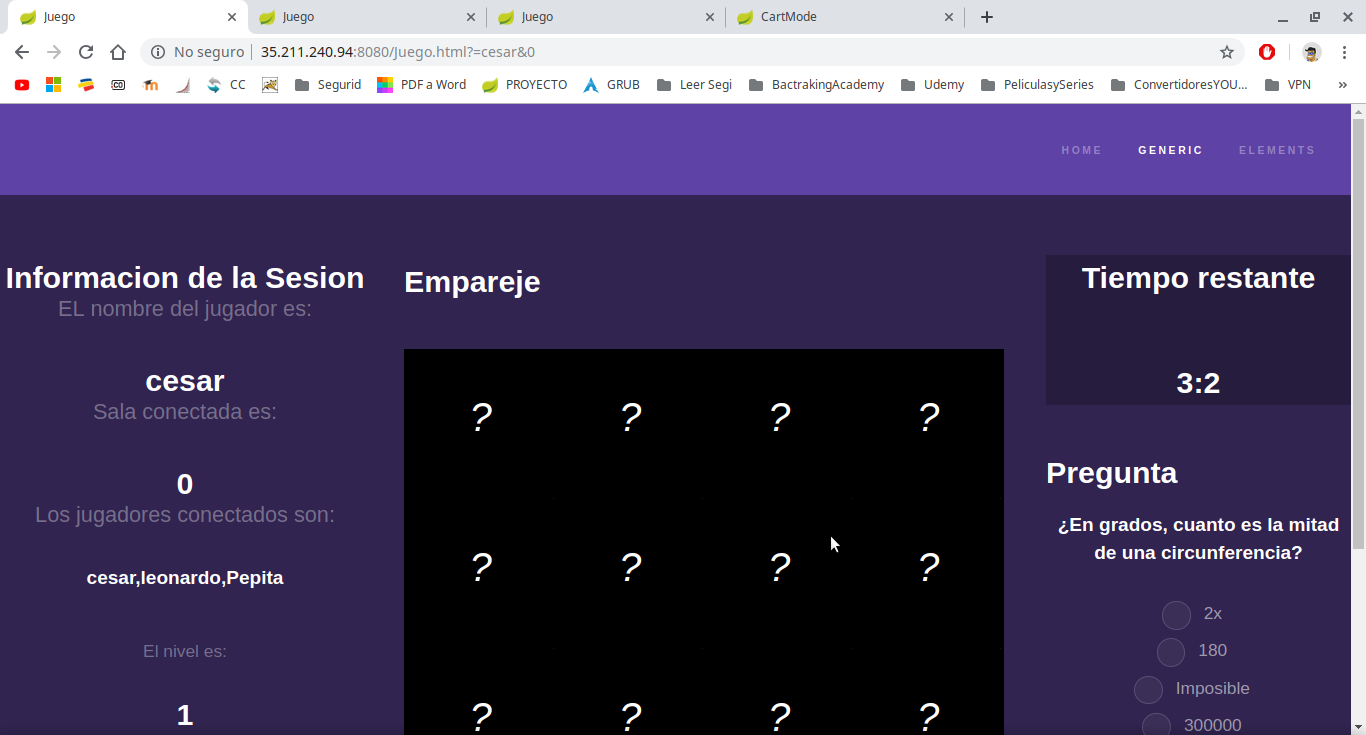 Juego
Juego
Juego
CartMode
No seguro
35.211.240.94:8080/Juego.html?=cesar&0
CC
Segurid
PDF a Word
PROYECTO
GRUB
Leer Segi
BactrakingAcademy
Udemy
PeliculasySeries
ConvertidoresYOU...
VPN
»
HOME
GENERIC
ELEMENTS
Informacion de la Sesion
EL nombre del jugador es:
cesar
Sala conectada es:
0
Los jugadores conectados son:
cesar,leonardo,Pepita
El nivel es:
1
Empareje
? ? ? ?
? ? ? ?
? ? ? ?
Tiempo restante
3:2
Pregunta
¿En grados, cuanto es la mitad
de una circunferencia?
2x
180
Imposible
300000